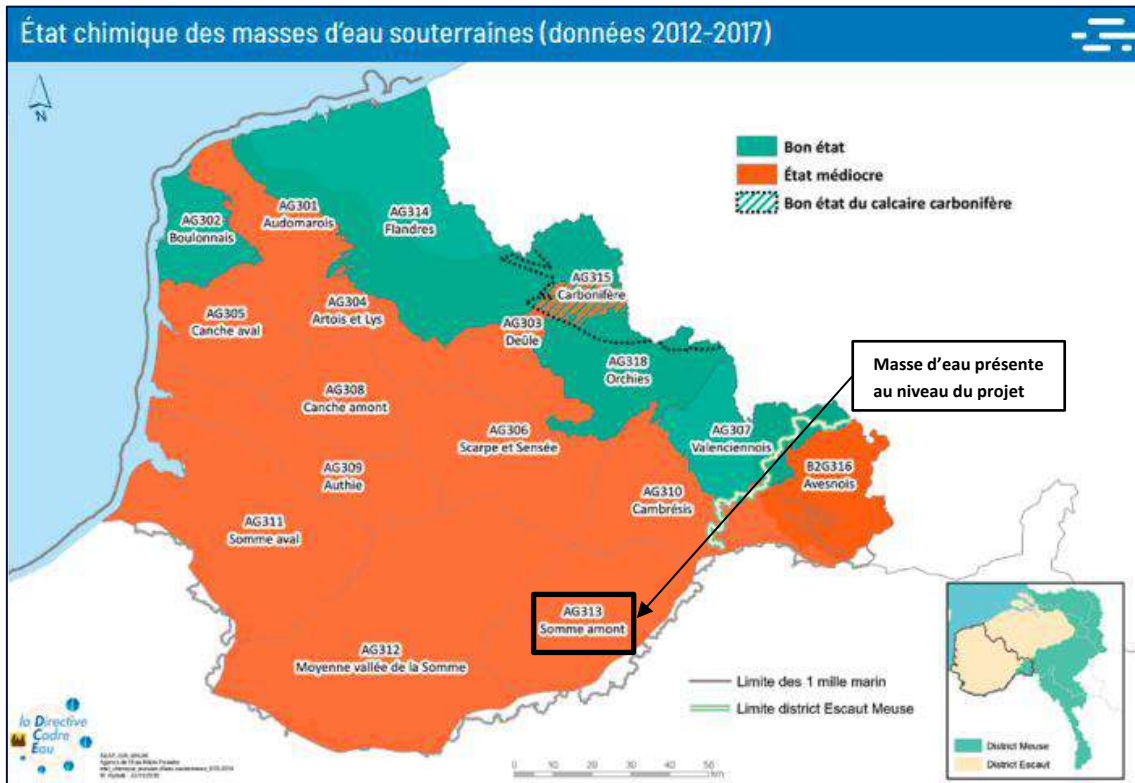 État chimique des masses d'eau souterraines (données 2012-2017)
N
Bon état
État médiocre
Bon état du calcaire carbonifère
AG302
Boulonnais
AG301
Audomarois
AG314
Flandres
AG315
Carbonifère
AG305
Canche aval
AG304
Artois et Lys
AG303
Deûle
AG318
Orchies
Masse d'eau présente
au niveau du projet
AG308
Canche amont
AG306
Scarpe et Sensée
AG307
Valenciennois
B2G316
Avesnois
AG309
Authie
AG310
Cambrésis
AG311
Somme aval
AG313
Somme amont
AG312
Moyenne vallée de la Somme
Limite des 1 mille marin
Limite district Escaut Meuse
District Meuse
District Escaut
la Directive
Cadre
Eau
0 10 20 30 40 50
km